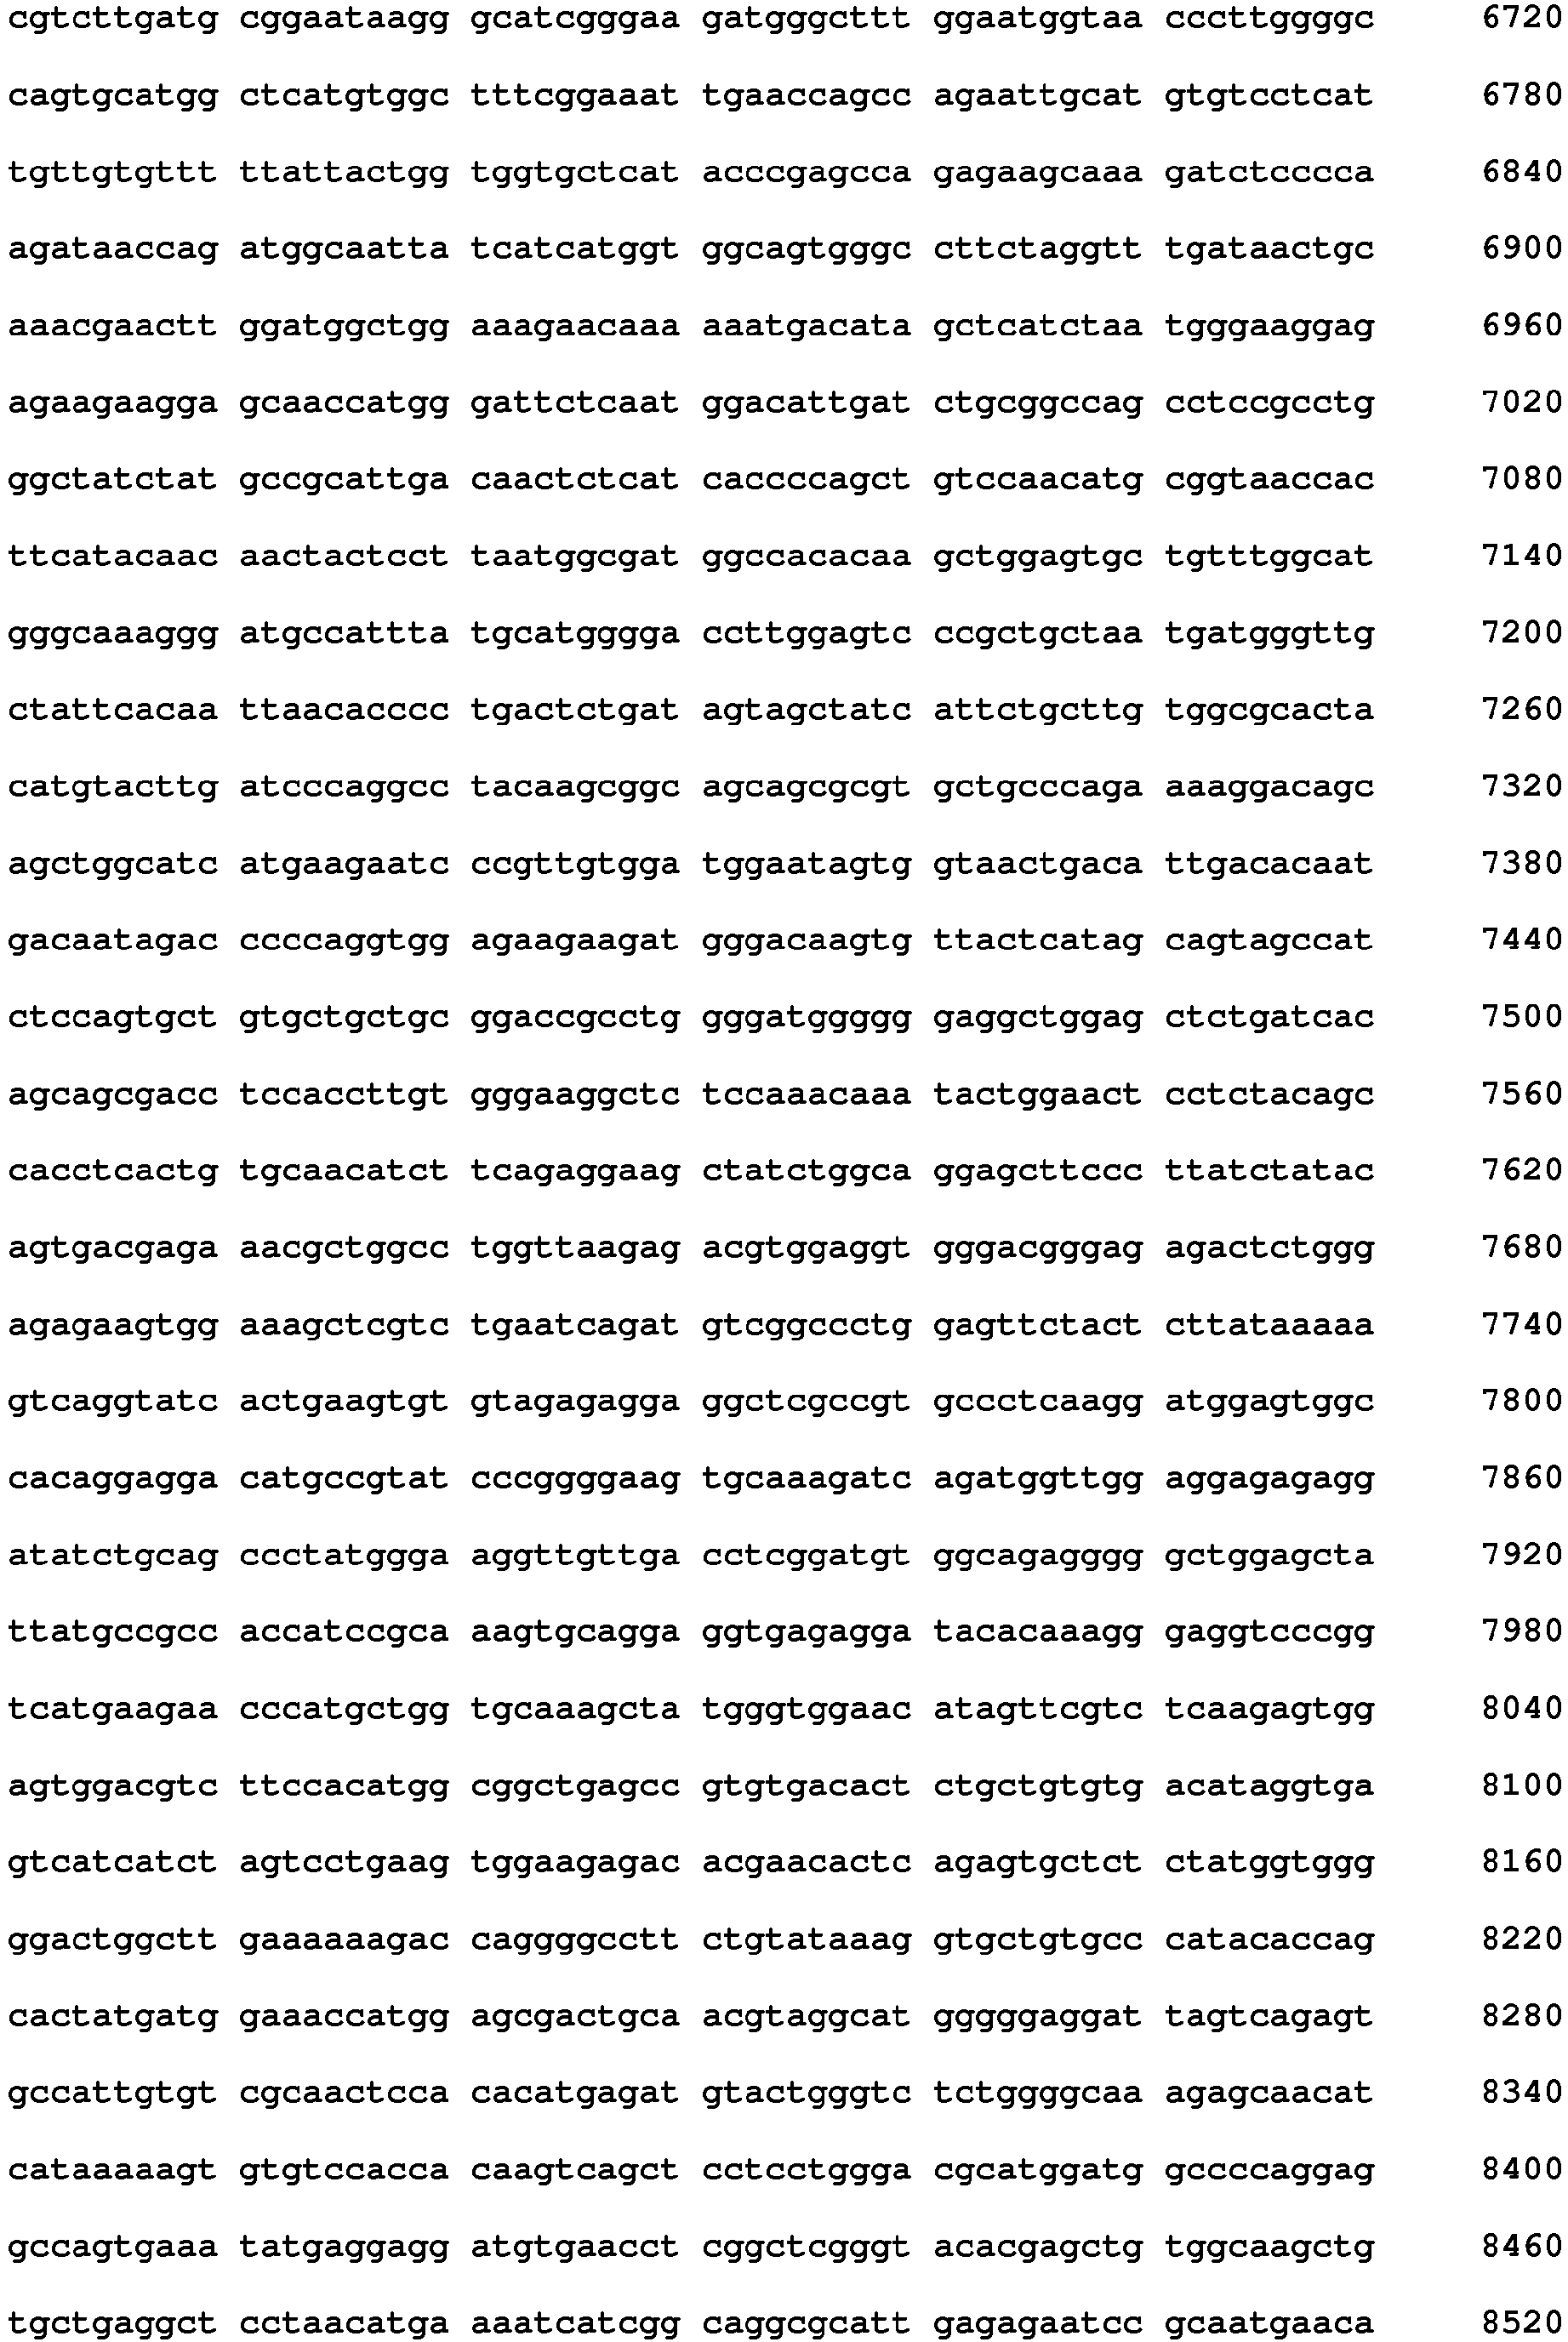 cgtcttgatg cggaataagg gcatcgggaa gatgggcttt ggaatggtaa cccttggggc 6720
cagtgcatgg ctcatgtggc tttcggaaat tgaaccagcc agaattgcat gtgtcctcat 6780
tgttgtgttt ttattactgg tggtgctcat acccgagcca gagaagcaaa gatctcccca 6840
agataaccag atggcaatta tcatcatggt ggcagtgggc cttctaggtt tgataactgc 6900
aaacgaactt ggatggctgg aaagaacaaa aaatgacata gctcatctaa tgggaaggag 6960
agaagaagga gcaaccatgg gattctcaat ggacattgat ctgcggccag cctccgcctg 7020
ggctatctat gccgcattga caactctcat caccccagct gtccaacatg cggtaaccac 7080
ttcatacaac aactactcct taatggcgat ggccacacaa gctggagtgc tgtttggcat 7140
gggcaaaggg atgccattta tgcatgggga ccttggagtc ccgctgctaa tgatgggttg 7200
ctattcacaa ttaacacccc tgactctgat agtagctatc attctgcttg tggcgcacta 7260
catgtacttg atcccaggcc tacaagcggc agcagcgcgt gctgcccaga aaaggacagc 7320
agctggcatc atgaagaatc ccgttgtgga tggaatagtg gtaactgaca ttgacacaat 7380
gacaatagac ccccaggtgg agaagaagat gggacaagtg ttactcatag cagtagccat 7440
ctccagtgct gtgctgctgc ggaccgcctg gggatggggg gaggctggag ctctgatcac 7500
agcagcgacc tccaccttgt gggaaggctc tccaaacaaa tactggaact cctctacagc 7560
cacctcactg tgcaacatct tcagaggaag ctatctggca ggagcttccc ttatctatac 7620
agtgacgaga aacgctggcc tggttaagag acgtggaggt gggacgggag agactctggg 7680
agagaagtgg aaagctcgtc tgaatcagat gtcggccctg gagttctact cttataaaaa 7740
gtcaggtatc actgaagtgt gtagagagga ggctcgccgt gccctcaagg atggagtggc 7800
cacaggagga catgccgtat cccggggaag tgcaaagatc agatggttgg aggagagagg 7860
atatctgcag ccctatggga aggttgttga cctcggatgt ggcagagggg gctggagcta 7920
ttatgccgcc accatccgca aagtgcagga ggtgagagga tacacaaagg gaggtcccgg 7980
tcatgaagaa cccatgctgg tgcaaagcta tgggtggaac atagttcgtc tcaagagtgg 8040
agtggacgtc ttccacatgg cggctgagcc gtgtgacact ctgctgtgtg acataggtga 8100
gtcatcatct agtcctgaag tggaagagac acgaacactc agagtgctct ctatggtggg 8160
ggactggctt gaaaaaagac caggggcctt ctgtataaag gtgctgtgcc catacaccag 8220
cactatgatg gaaaccatgg agcgactgca acgtaggcat gggggaggat tagtcagagt 8280
gccattgtgt cgcaactcca cacatgagat gtactgggtc tctggggcaa agagcaacat 8340
cataaaaagt gtgtccacca caagtcagct cctcctggga cgcatggatg gccccaggag 8400
gccagtgaaa tatgaggagg atgtgaacct cggctcgggt acacgagctg tggcaagctg 8460
tgctgaggct cctaacatga aaatcatcgg caggcgcatt gagagaatcc gcaatgaaca 8520